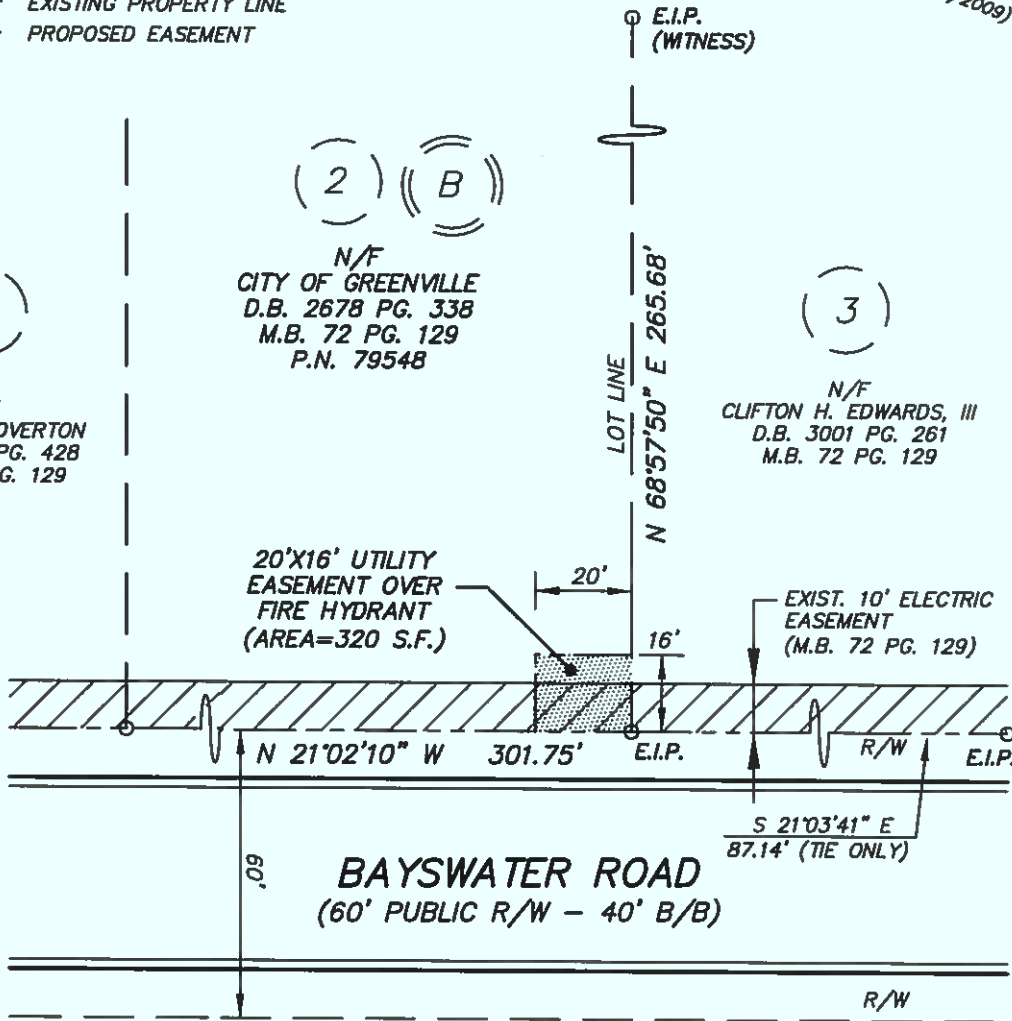 EXISTING PROPERTY LINE
PROPOSED EASEMENT
2009)
E.I.P.
(WITNESS)
2
B
N/F
CITY OF GREENVILLE
D.B. 2678 PG. 338
M.B. 72 PG. 129
P.N. 79548
LOT LINE
N 68°57'50" E 265.68'
3
N/F
CLIFTON H. EDWARDS, III
D.B. 3001 PG. 261
M.B. 72 PG. 129
OVERTON
PG. 428
G. 129
20'X16' UTILITY
EASEMENT OVER
FIRE HYDRANT
(AREA=320 S.F.)
20'
16'
EXIST. 10' ELECTRIC
EASEMENT
(M.B. 72 PG. 129)
N 21°02'10" W 301.75'
E.I.P.
R/W
E.I.P.
S 21°03'41" E
87.14' (TIE ONLY)
60'
BAYSWATER ROAD
(60' PUBLIC R/W - 40' B/B)
R/W